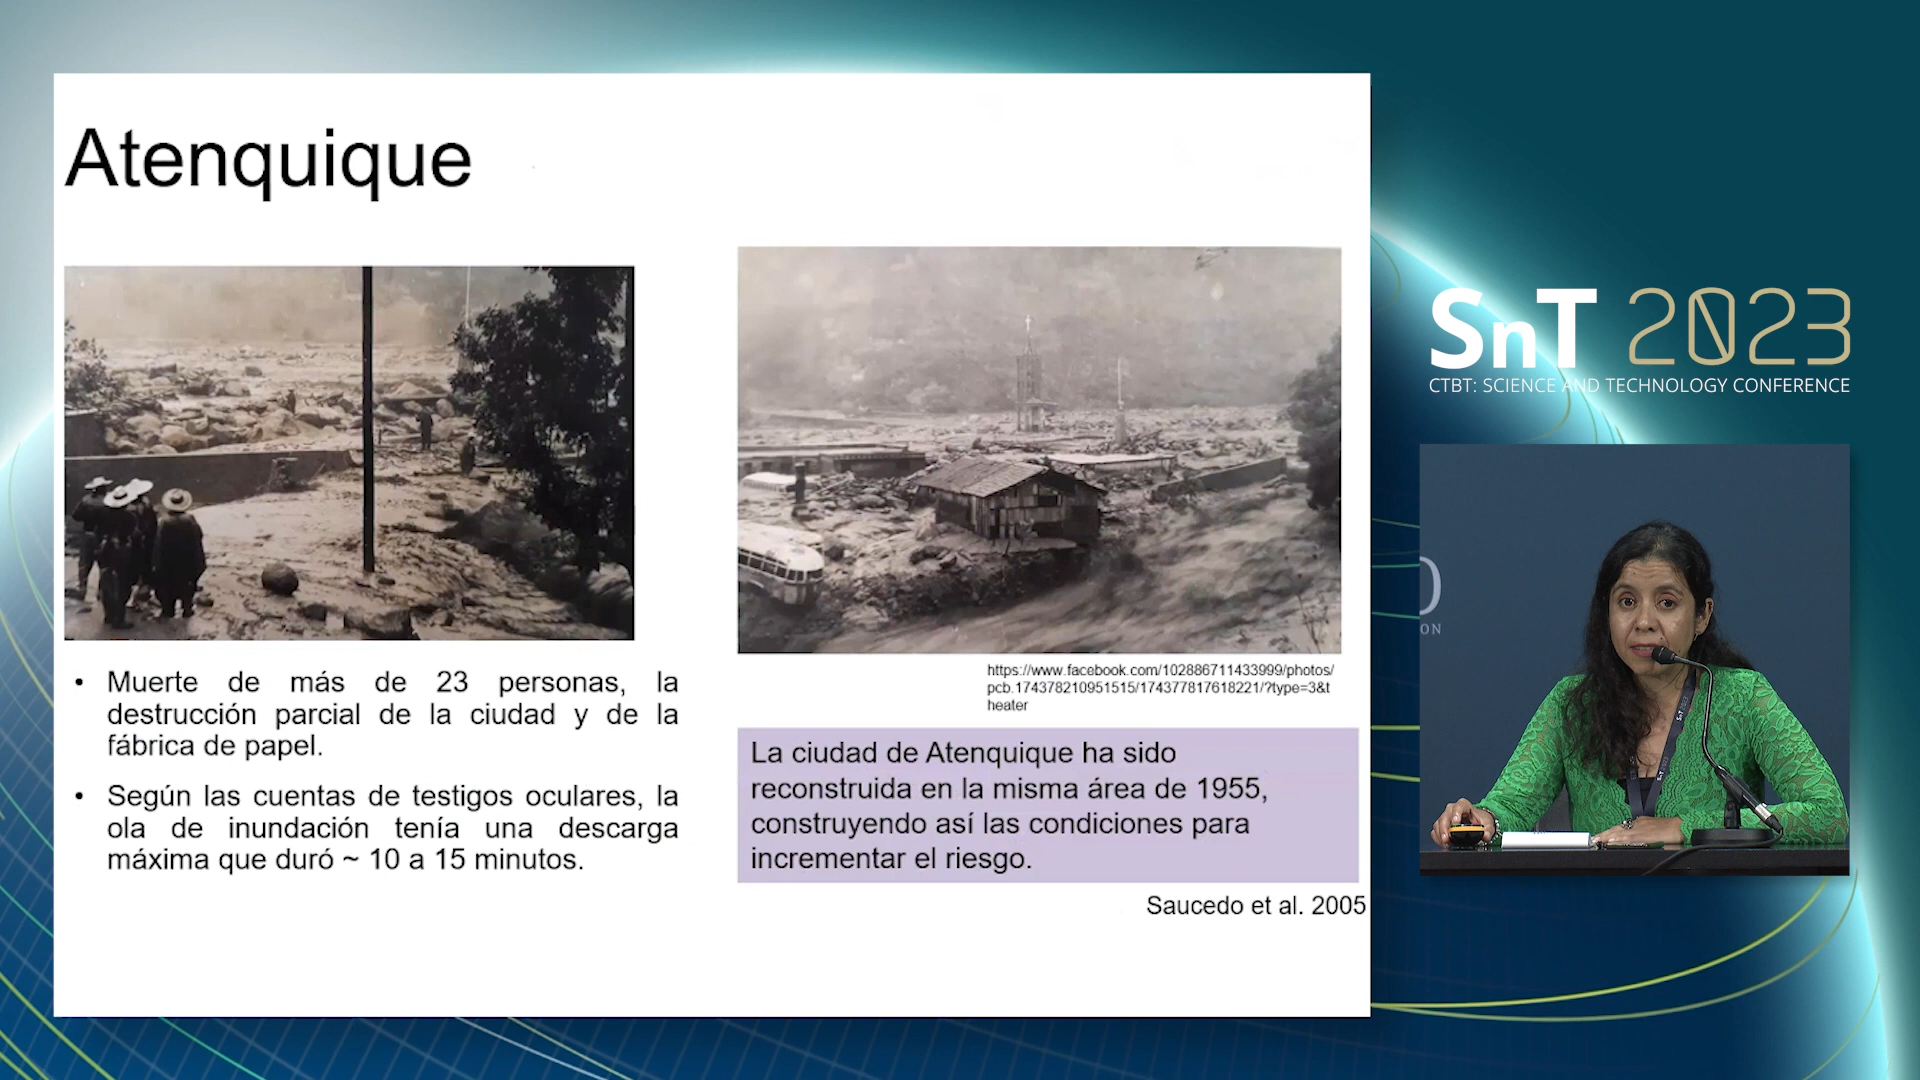 Atenquique
Muerte de más de 23 personas, la
destrucción parcial de la ciudad y de la
fábrica de papel.
Según las cuentas de testigos oculares, la
ola de inundación tenía una descarga
máxima que duró ~ 10 a 15 minutos.
https://www.facebook.com/102886711433999/photos/
pcb.174378210951515/174377817618221/?type=3&t
heater
La ciudad de Atenquique ha sido
reconstruida en la misma área de 1955,
construyendo así las condiciones para
incrementar el riesgo.
Saucedo et al. 2005
SnT 2023
CTBT: SCIENCE AND TECHNOLOGY CONFERENCE
ON
SnT